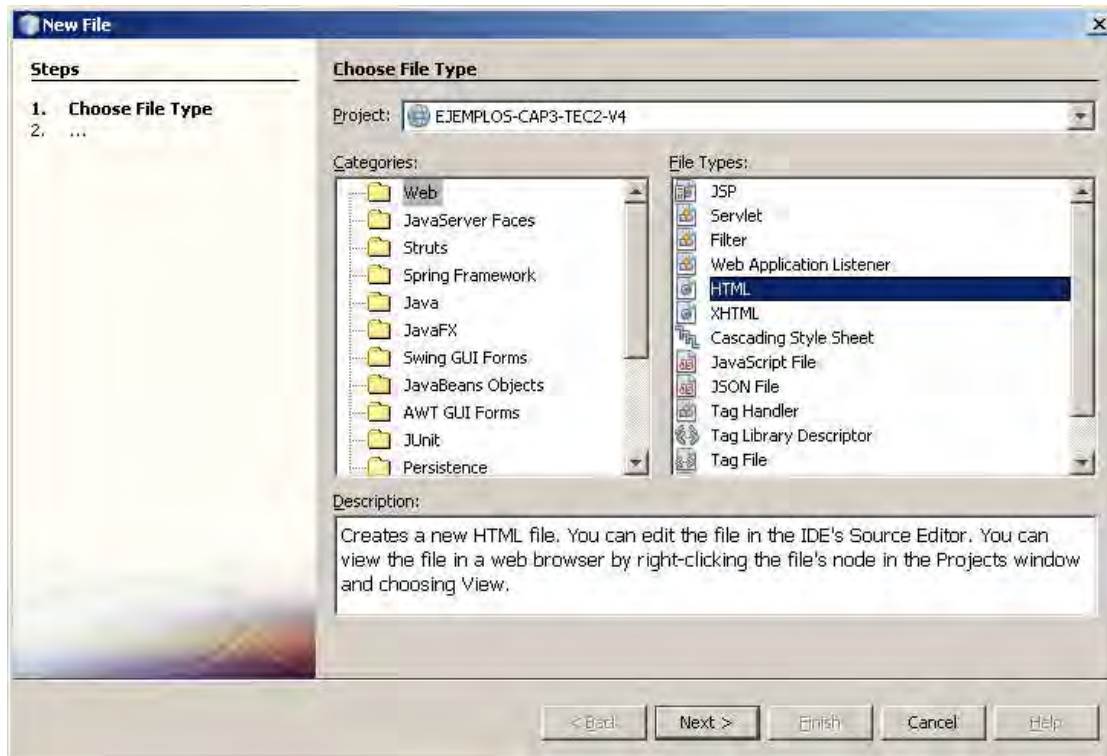 New File
Steps
1. Choose File Type
2. ...
Choose File Type
Project: EJEMPLOS-CAP3-TEC2-V4
Categories:
Web
JavaServer Faces
Struts
Spring Framework
Java
JavaFX
Swing GUI Forms
JavaBeans Objects
AWT GUI Forms
JUnit
Persistence
File Types:
JSP
Servlet
Filter
Web Application Listener
HTML
XHTML
Cascading Style Sheet
JavaScript File
JSON File
Tag Handler
Tag Library Descriptor
Tag File
Description:
Creates a new HTML file. You can edit the file in the IDE's Source Editor. You can
view the file in a web browser by right-clicking the file's node in the Projects window
and choosing View.
< Back Next > Finish Cancel Help